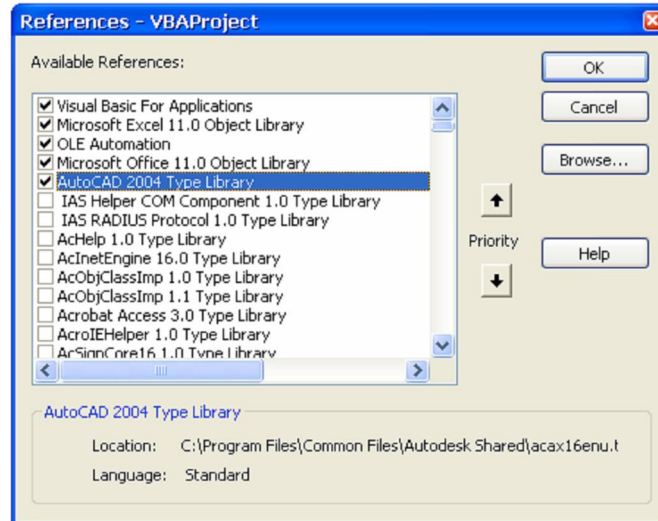 References - VBAProject
Available References:
OK
Cancel
Browse...
Visual Basic For Applications
Microsoft Excel 11.0 Object Library
OLE Automation
Microsoft Office 11.0 Object Library
AutoCAD 2004 Type Library
IAS Helper COM Component 1.0 Type Library
IAS RADIUS Protocol 1.0 Type Library
AcHelp 1.0 Type Library
AcInetEngine 16.0 Type Library
AcObjClassImp 1.0 Type Library
AcObjClassImp 1.1 Type Library
Acrobat Access 3.0 Type Library
AcroIEHelper 1.0 Type Library
AcSignCore16 1.0 Type Library
Priority
Help
AutoCAD 2004 Type Library
Location: C:\Program Files\Common Files\Autodesk Shared\acax16enu.t
Language: Standard